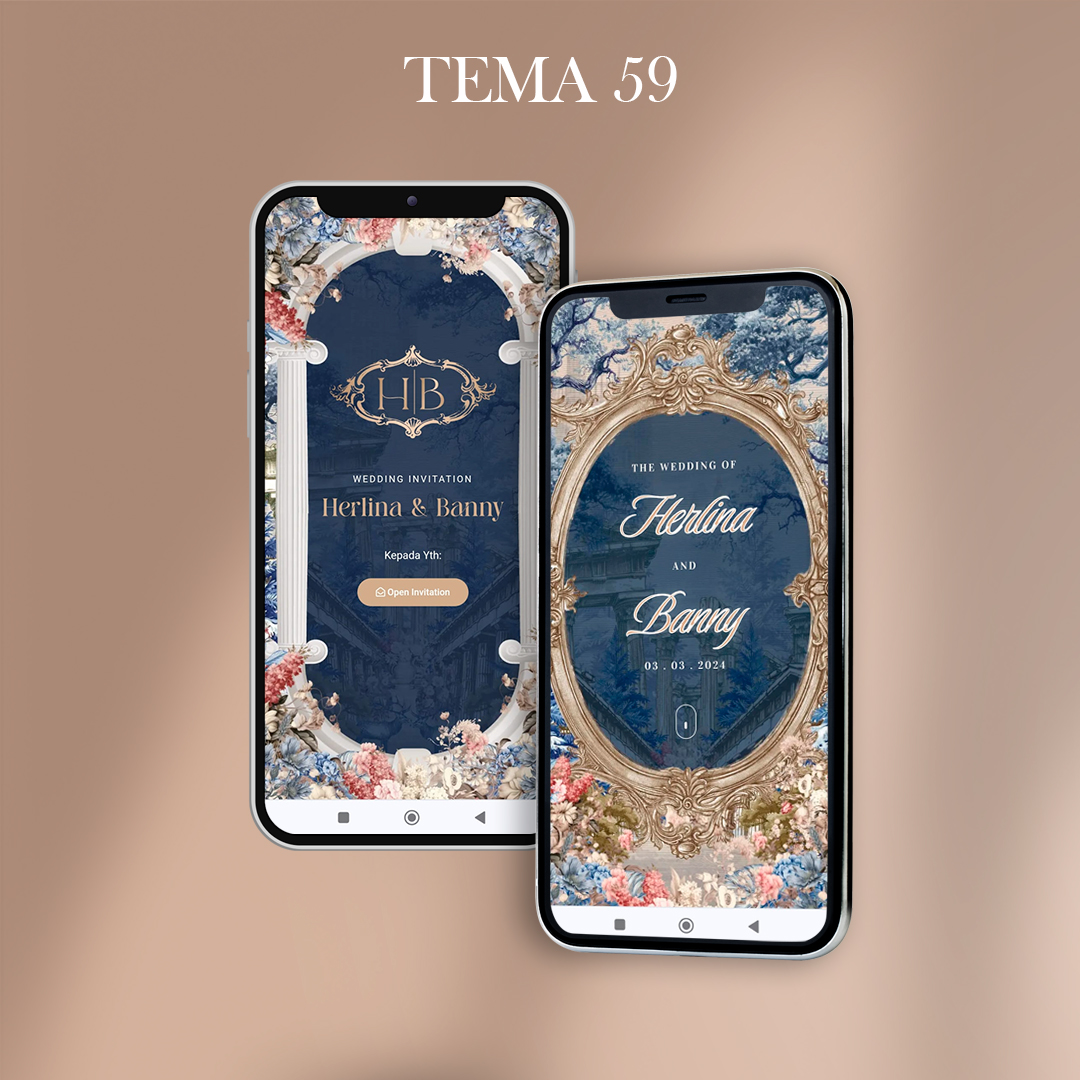 TEMA 59
H|B
WEDDING INVITATION
Herlina & Banny
Kepada Yth:
Open Invitation
THE WEDDING OF
Herlina
AND
Banny
03 . 03 . 2024